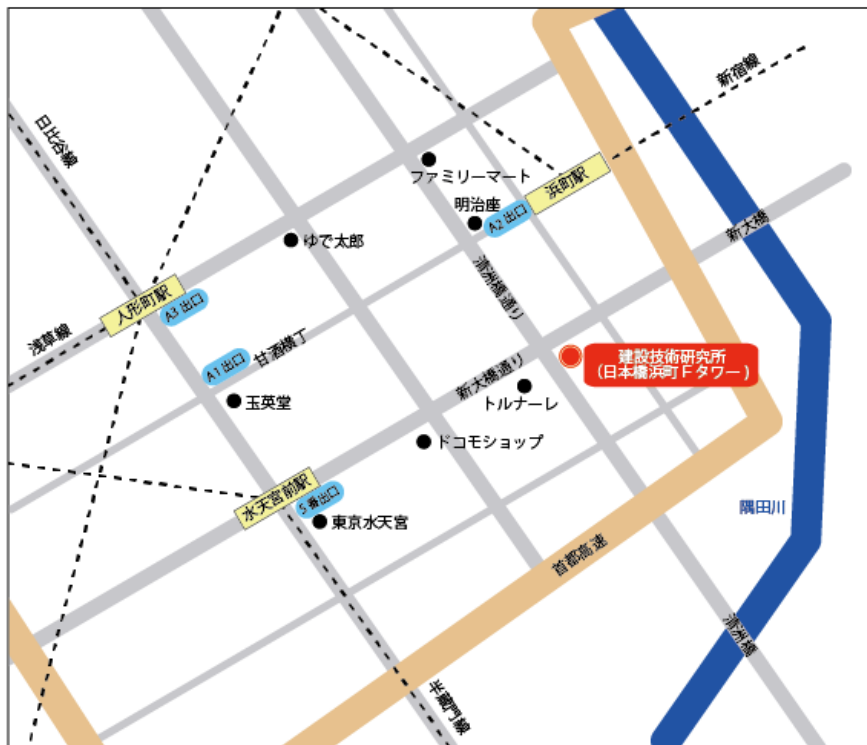 新宿線
日比谷線
ファミリーマート
浜町駅
明治座
A2 出口
新大橋
ゆで太郎
清洲橋通り
人形町駅
A3 出口
浅草線
甘酒横丁
A1 出口
新大橋通り
建設技術研究所
(日本橋浜町Fタワー)
トルナーレ
玉英堂
ドコモショップ
水天宮前駅
5番出口
東京水天宮
隅田川
首都高速
清洲橋
半蔵門線